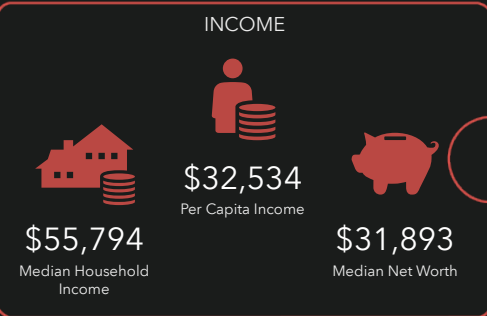 INCOME
$32,534
Per Capita Income
$55,794
Median Household
Income
$31,893
Median Net Worth